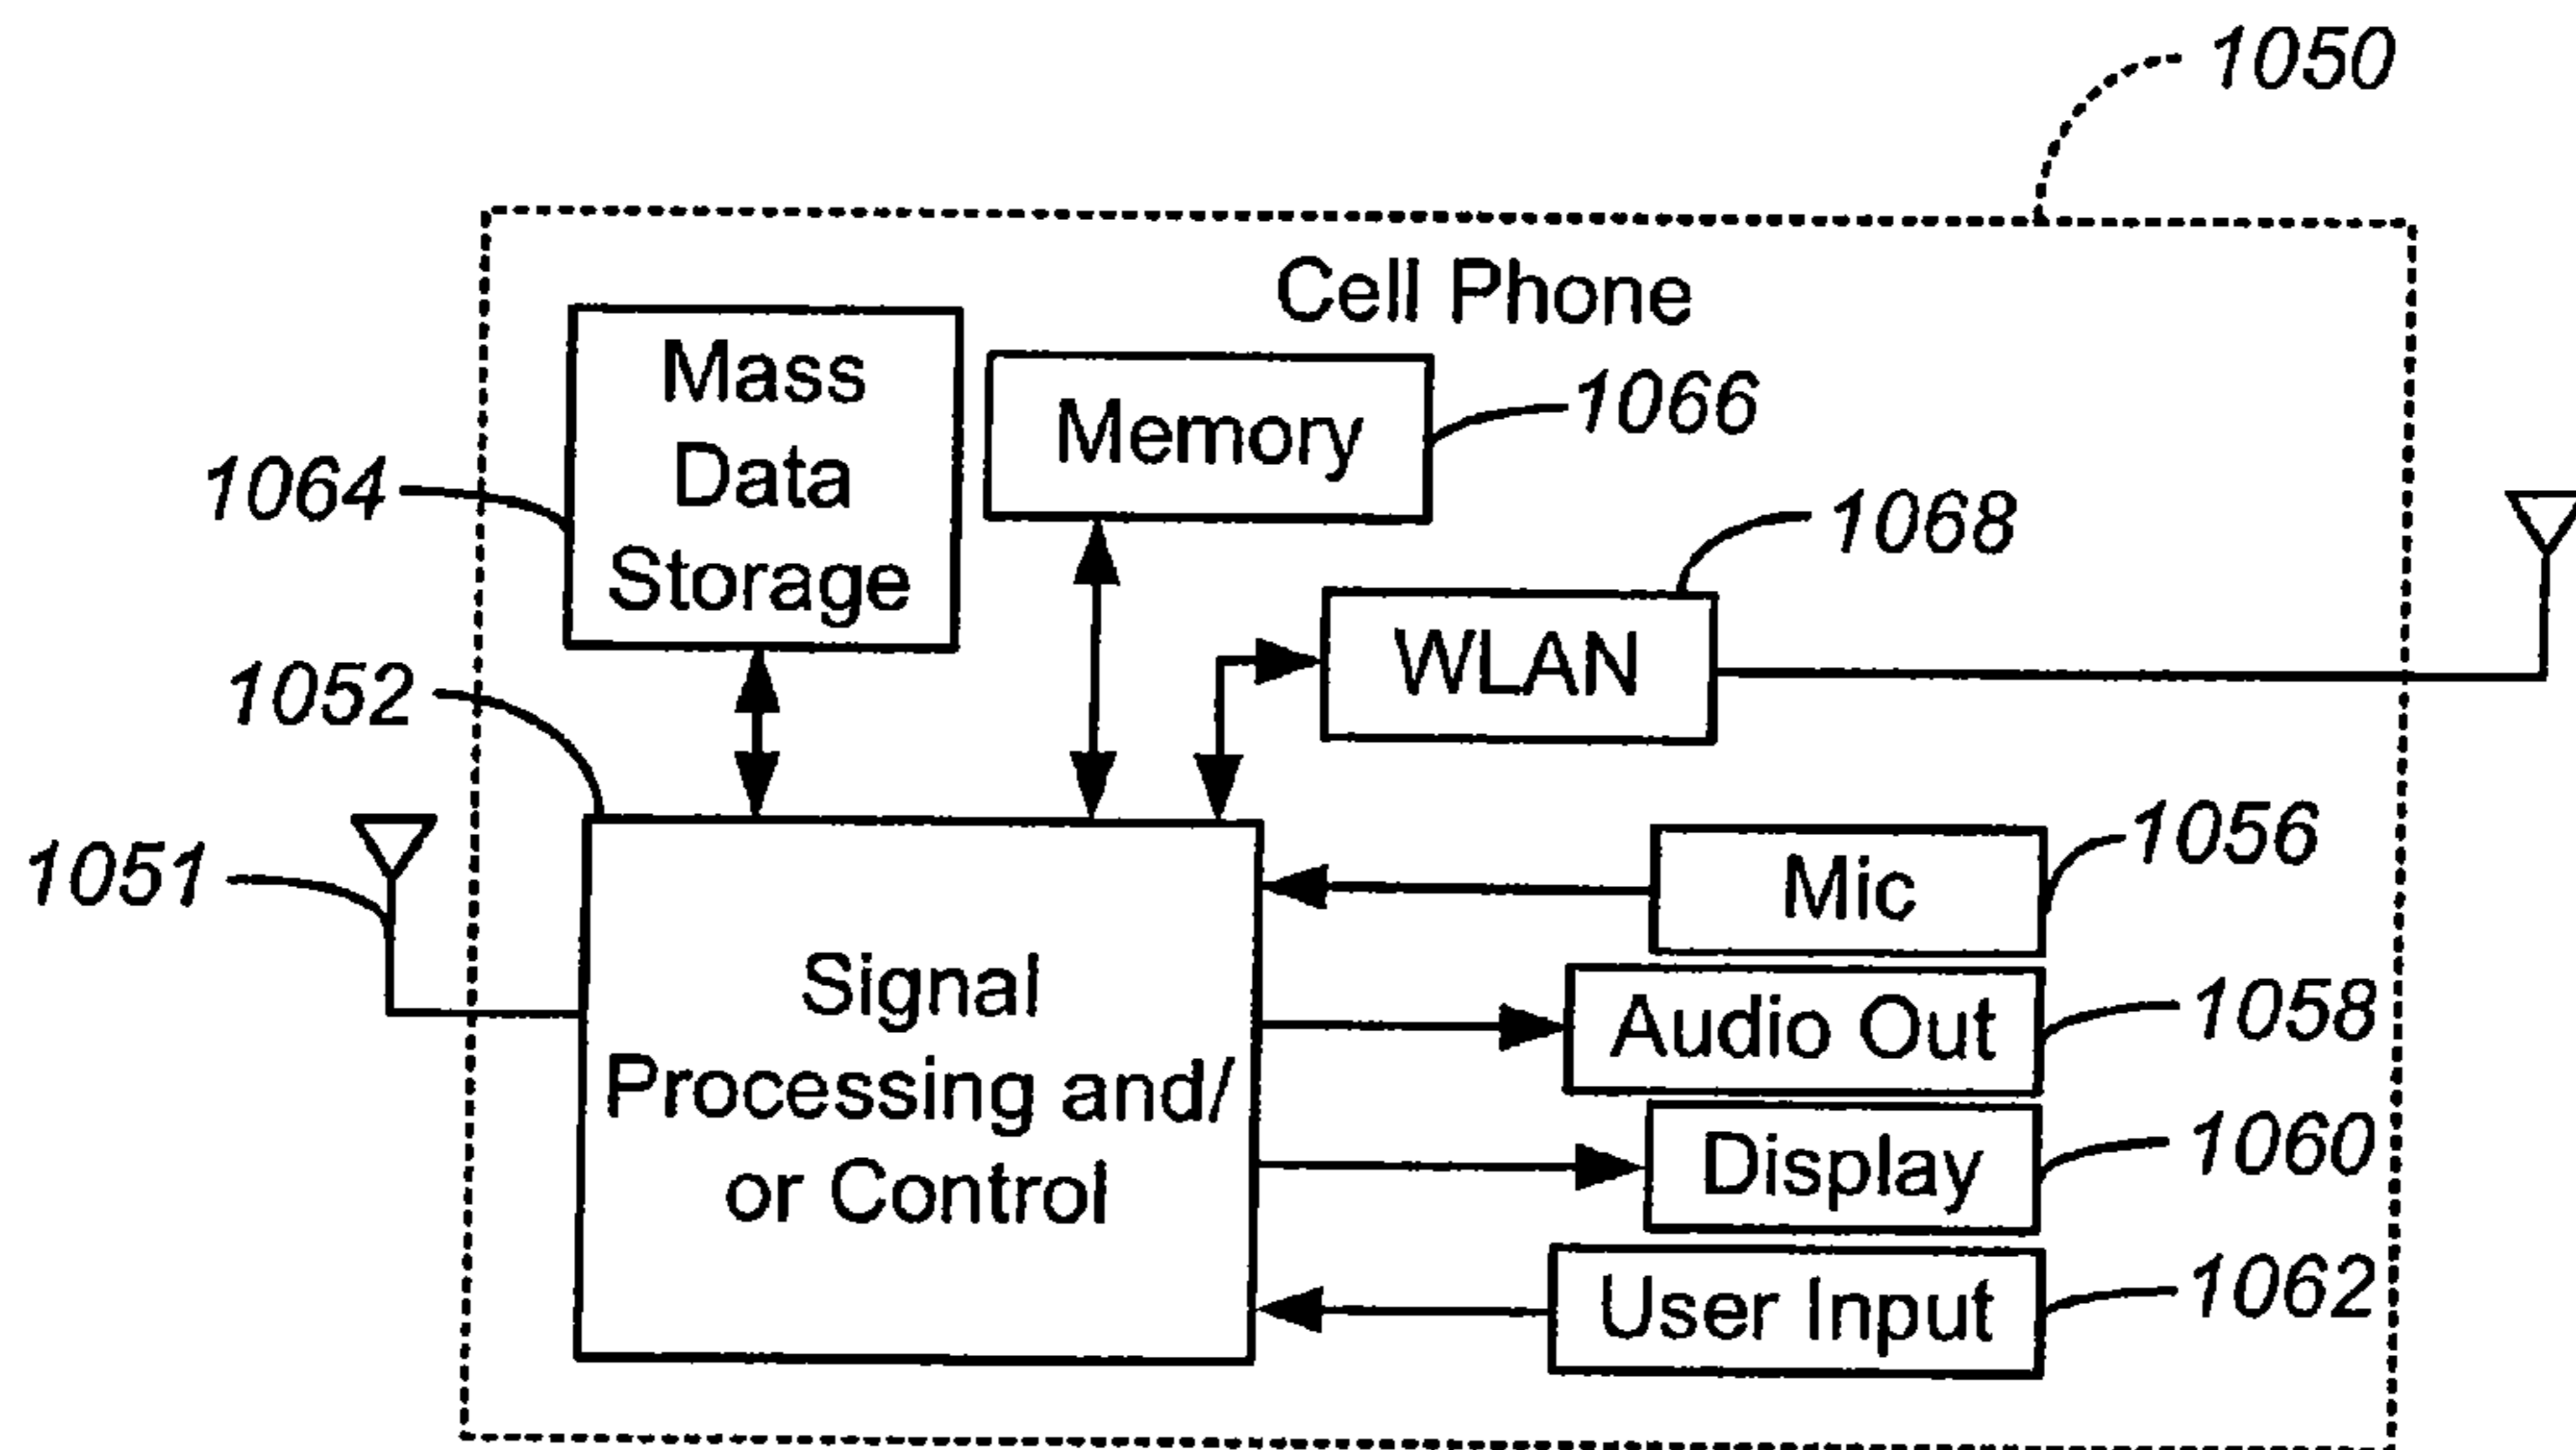 1050
Cell Phone
Mass
Data
Storage
1064
Memory
1066
1068
WLAN
1052
1051
Signal
Processing and/
or Control
Mic
1056
Audio Out
1058
Display
1060
User Input
1062